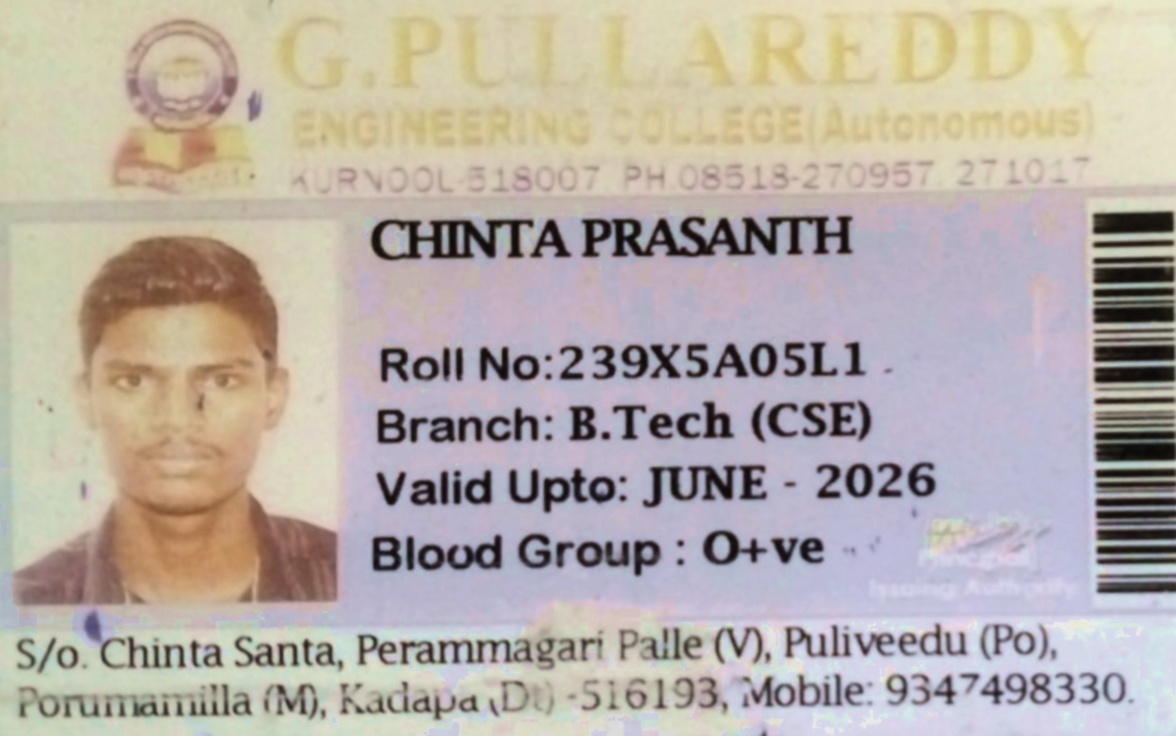 G.PULLAREDDY
ENGINEERING COLLEGE(Autonomous)
KURNOOL-518007 PH.08518-270957, 271017
CHINTA PRASANTH
Roll No:239X5A05L1
Branch: B.Tech (CSE)
Valid Upto: JUNE - 2026
Blood Group : O+ve
Principal
Issuing Authority
S/o. Chinta Santa, Perammagari Palle (V), Puliveedu (Po),
Porumamilla (M), Kadapa (Dt) -516193, Mobile: 9347498330.